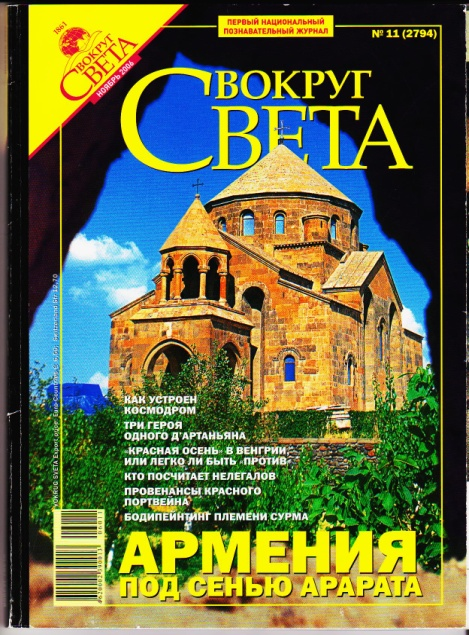 1861
ВОКРУГ
СВЕТА
НОЯБРЬ 2006
ПЕРВЫЙ НАЦИОНАЛЬНЫЙ
ПОЗНАВАТЕЛЬНЫЙ ЖУРНАЛ
№ 11 (2794)
ВОКРУГ
СВЕТА
КАК УСТРОЕН
КОСМОДРОМ
ТРИ ГЕРОЯ
ОДНОГО Д'АРТАНЬЯНА
«КРАСНАЯ ОСЕНЬ» В ВЕНГРИИ,
ИЛИ ЛЕГКО ЛИ БЫТЬ «ПРОТИВ»
КТО ПОСЧИТАЕТ НЕЛЕГАЛОВ
ПРОВЕНАНСЫ КРАСНОГО
ПОРТВЕЙНА
БОДИПЕЙНТИНГ ПЛЕМЕНИ СУРМА
АРМЕНИЯ
ПОД СЕНЬЮ АРАРАТА